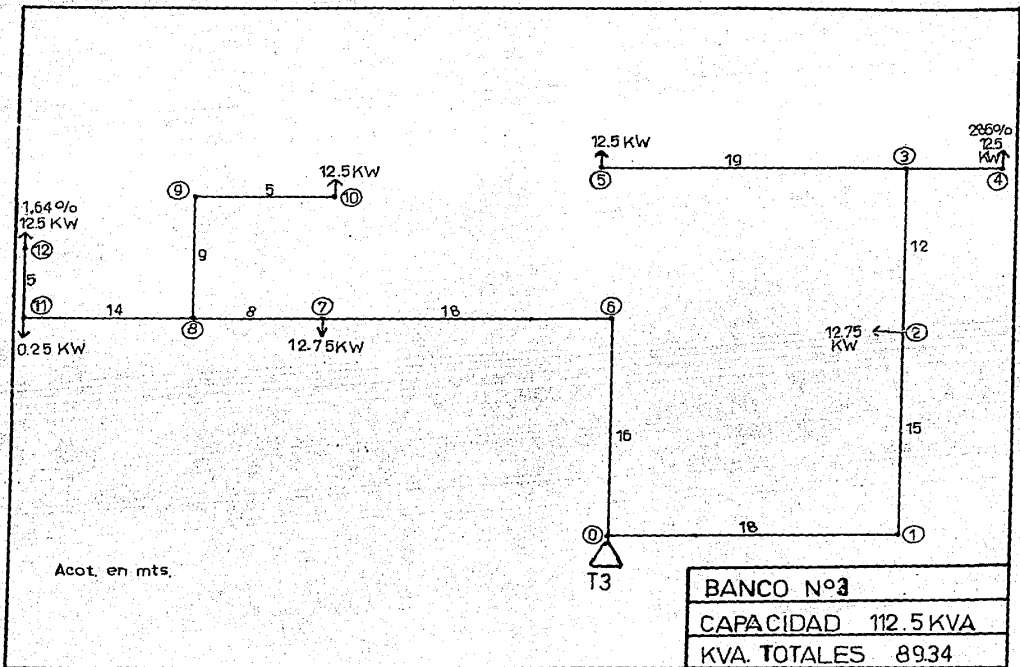 12.5 KW
19
③
286%
12.5
KW
④
⑤
⑨
5
12.5 KW
⑩
1,64%
12.5 KW
⑫
9
12
5
⑪
14
⑧
8
⑦
18
⑥
0.25 KW
12.75KW
12.75
KW
②
16
15
⓪
18
①
T3
Acot. en mts.
BANCO Nº3
CAPACIDAD 112.5 KVA
KVA. TOTALES 89.34